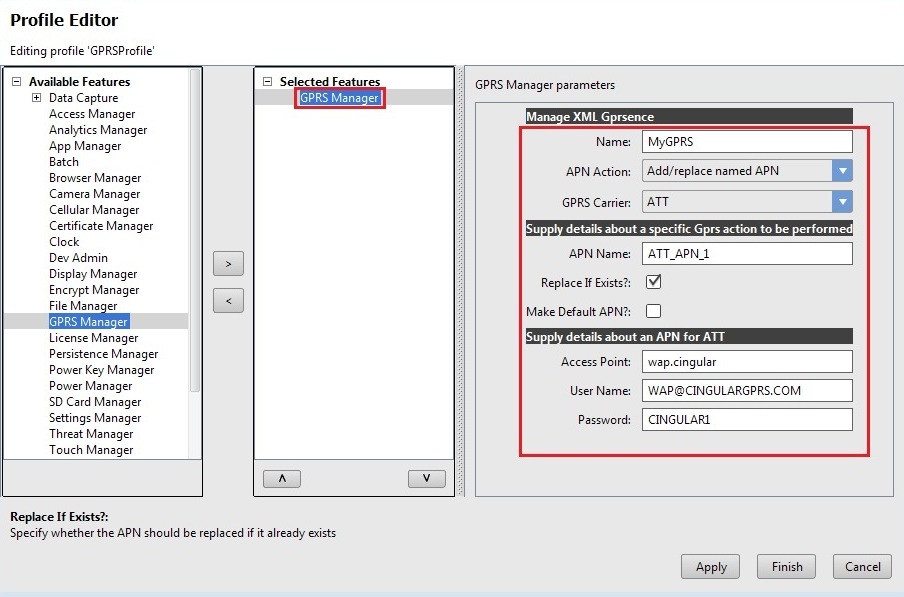 Profile Editor
Editing profile 'GPRSProfile'
Available Features
Data Capture
Access Manager
Analytics Manager
App Manager
Batch
Browser Manager
Camera Manager
Cellular Manager
Certificate Manager
Clock
Dev Admin
Display Manager
Encrypt Manager
File Manager
GPRS Manager
License Manager
Persistence Manager
Power Key Manager
Power Manager
SD Card Manager
Settings Manager
Threat Manager
Touch Manager
>
<
Selected Features
GPRS Manager
˄
˅
GPRS Manager parameters
Manage XML Gprsence
Name: MyGPRS
APN Action: Add/replace named APN
GPRS Carrier: ATT
Supply details about a specific Gprs action to be performed
APN Name: ATT_APN_1
Replace If Exists?:
Make Default APN?:
Supply details about an APN for ATT
Access Point: wap.cingular
User Name: WAP@CINGULARGPRS.COM
Password: CINGULAR1
Replace If Exists?:
Specify whether the APN should be replaced if it already exists
Apply Finish Cancel